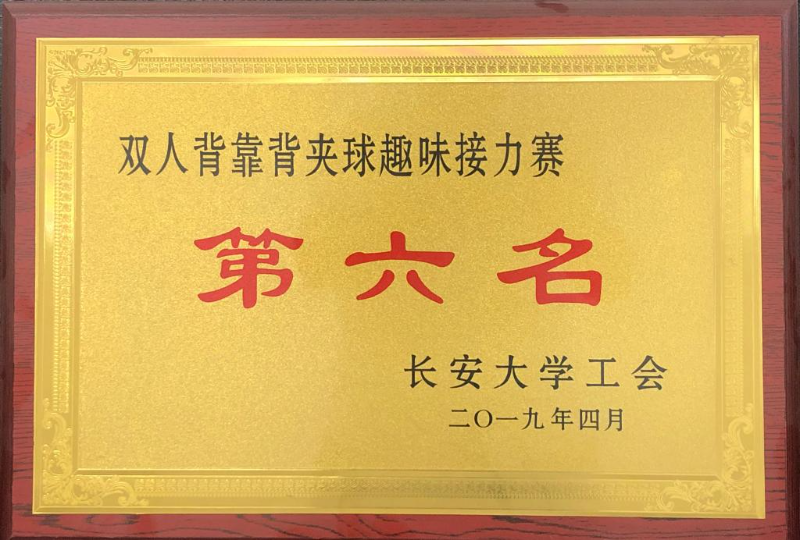 双人背靠背夹球趣味接力赛
第六名
长安大学工会
二〇一九年四月